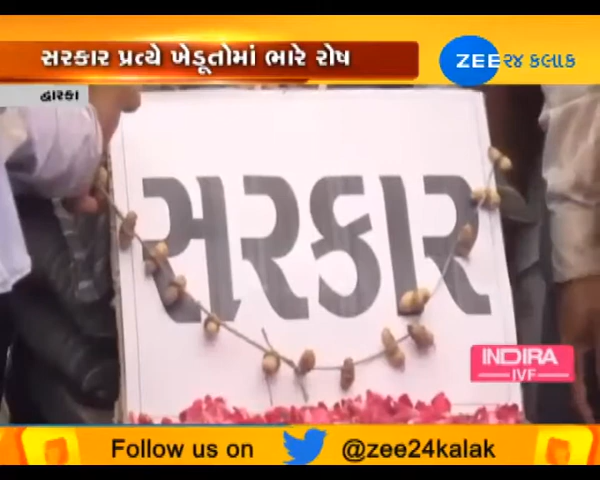 સરકાર પ્રત્યે ખેડૂતોમાં ભારે રોષ
ZEE ૨૪ કલાક
દ્વારકા
સરકાર
INDIRA
IVF
Follow us on @zee24kalak